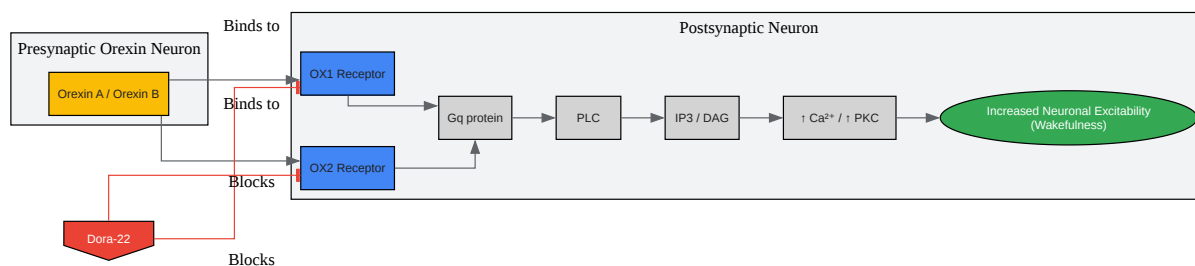 Binds to
Postsynaptic Neuron
Presynaptic Orexin Neuron
OX1 Receptor
Orexin A / Orexin B
Binds to
Gq protein
PLC
IP3 / DAG
↑ Ca²⁺ / ↑ PKC
Increased Neuronal Excitability
(Wakefulness)
OX2 Receptor
Blocks
Dora-22
Blocks